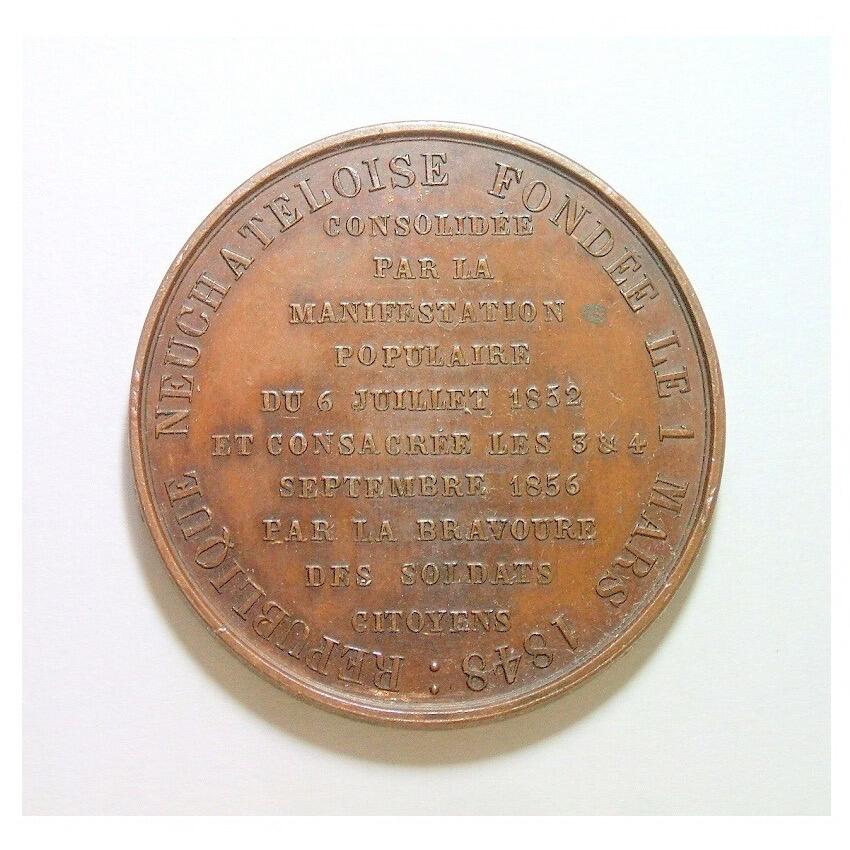 REPUBLIQUE NEUCHATELOISE FONDÉE LE 1 MARS 1848:
CONSOLIDÉE
PAR LA
MANIFESTATION
POPULAIRE
DU 6 JUILLET 1852
ET CONSACRÉE LES 3 & 4
SEPTEMBRE 1856
PAR LA BRAVOURE
DES SOLDATS
CITOYENS